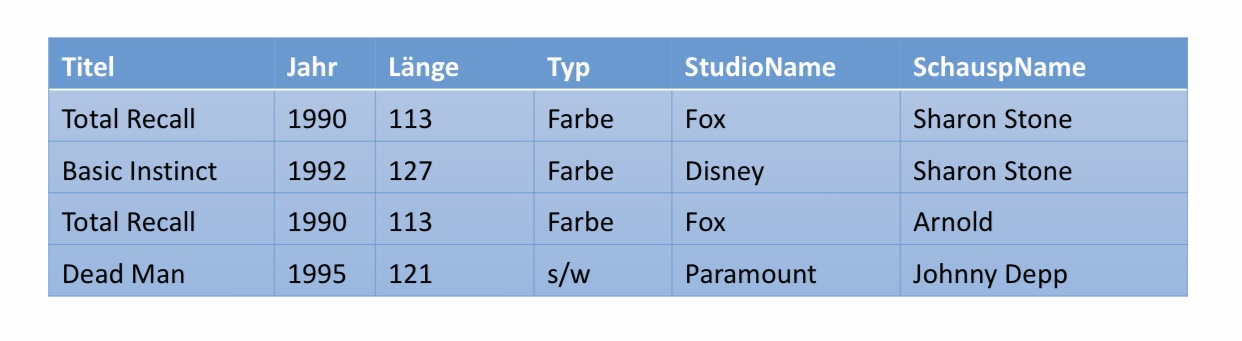 Titel Jahr Länge Typ StudioName SchauspName
Total Recall 1990 113 Farbe Fox Sharon Stone
Basic Instinct 1992 127 Farbe Disney Sharon Stone
Total Recall 1990 113 Farbe Fox Arnold
Dead Man 1995 121 s/w Paramount Johnny Depp